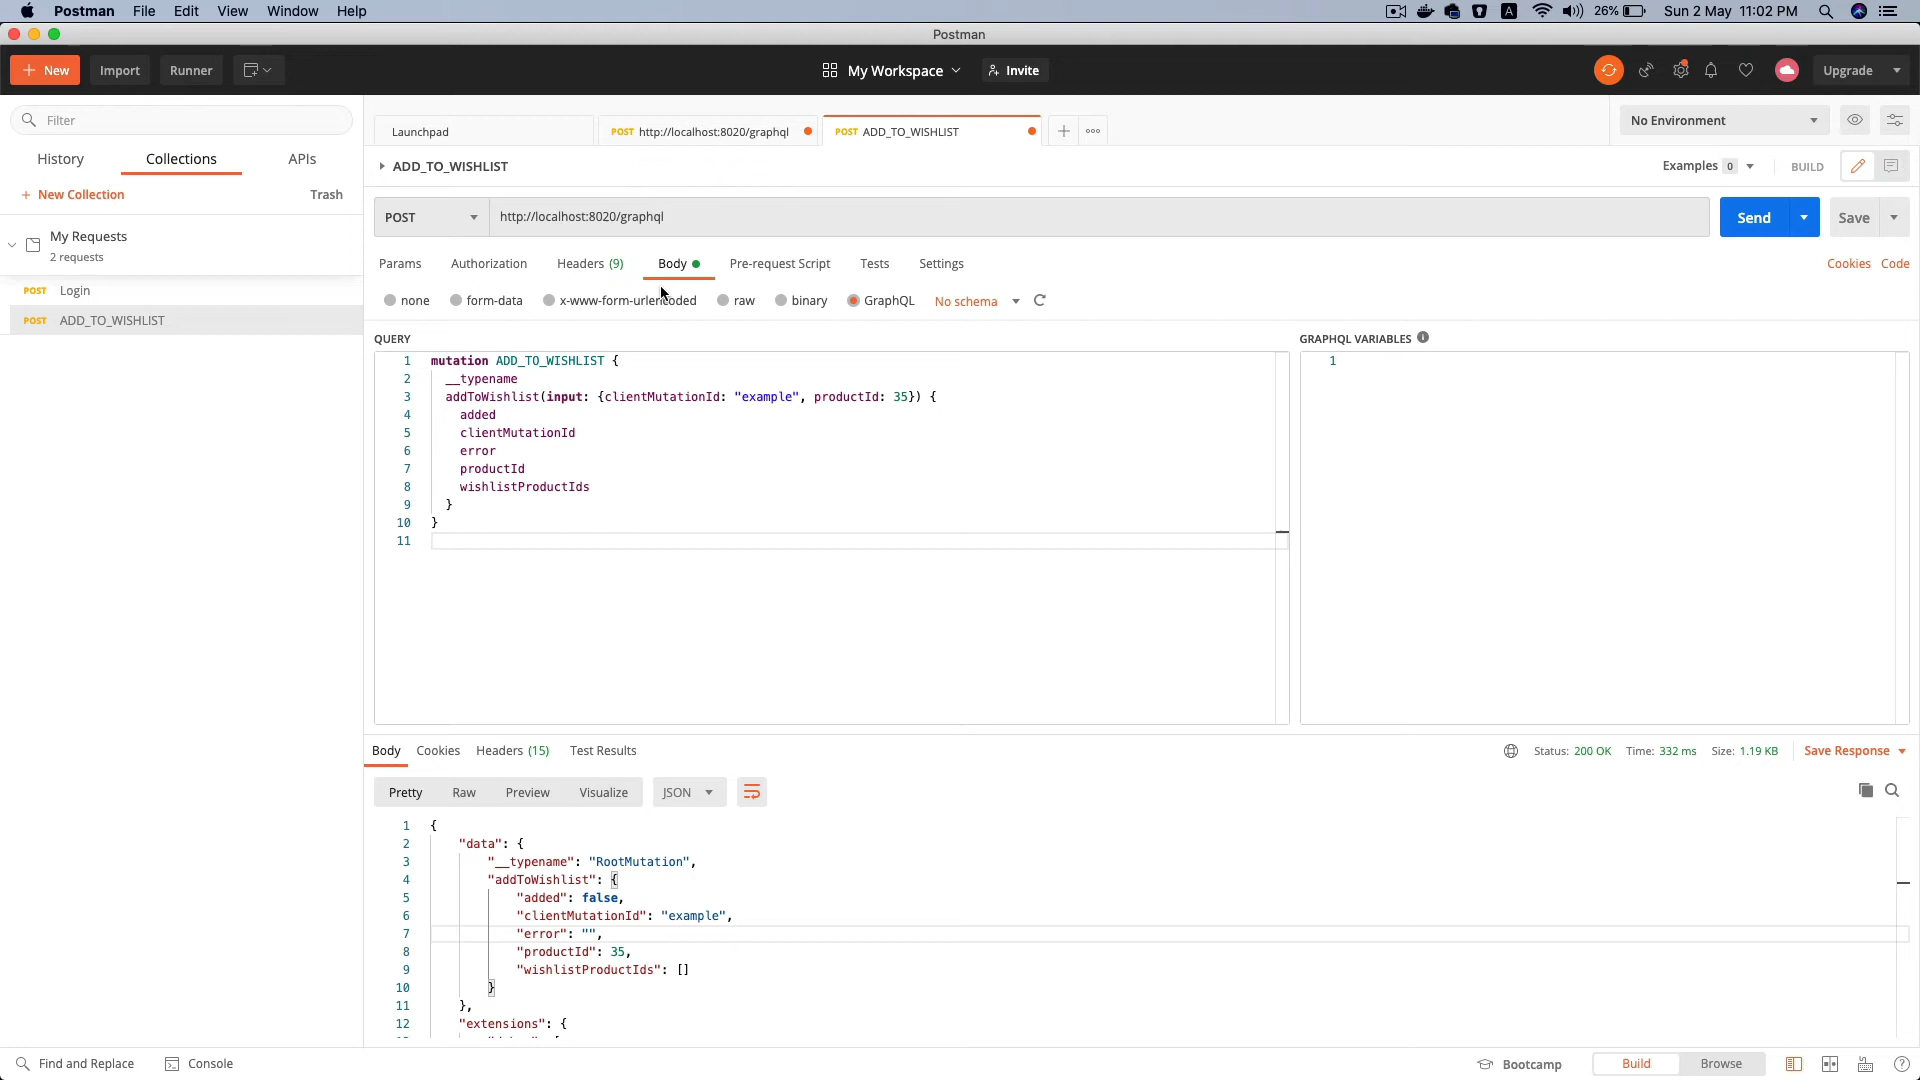 Postman File Edit View Window Help
A 26% Sun 2 May 11:02 PM
Postman
+ New Import Runner
My Workspace Invite
Upgrade
Filter
Launchpad
POST http://localhost:8020/graphql
POST ADD_TO_WISHLIST
No Environment
History Collections APIs
+ New Collection Trash
ADD_TO_WISHLIST
Examples 0 BUILD
My Requests
2 requests
POST Login
POST ADD_TO_WISHLIST
POST http://localhost:8020/graphql
Send Save
Params Authorization Headers (9) Body Pre-request Script Tests Settings
Cookies Code
none form-data x-www-form-urlencoded raw binary GraphQL No schema
QUERY
1 mutation ADD_TO_WISHLIST {
2 __typename
3 addToWishlist(input: {clientMutationId: "example", productId: 35}) {
4 added
5 clientMutationId
6 error
7 productId
8 wishlistProductIds
9 }
10 }
11
GRAPHQL VARIABLES
1
Body Cookies Headers (15) Test Results
Status: 200 OK Time: 332 ms Size: 1.19 KB Save Response
Pretty Raw Preview Visualize JSON
1 {
2 "data": {
3 "__typename": "RootMutation",
4 "addToWishlist": {
5 "added": false,
6 "clientMutationId": "example",
7 "error": "",
8 "productId": 35,
9 "wishlistProductIds": []
10 }
11 },
12 "extensions": {
Find and Replace Console
Bootcamp Build Browse